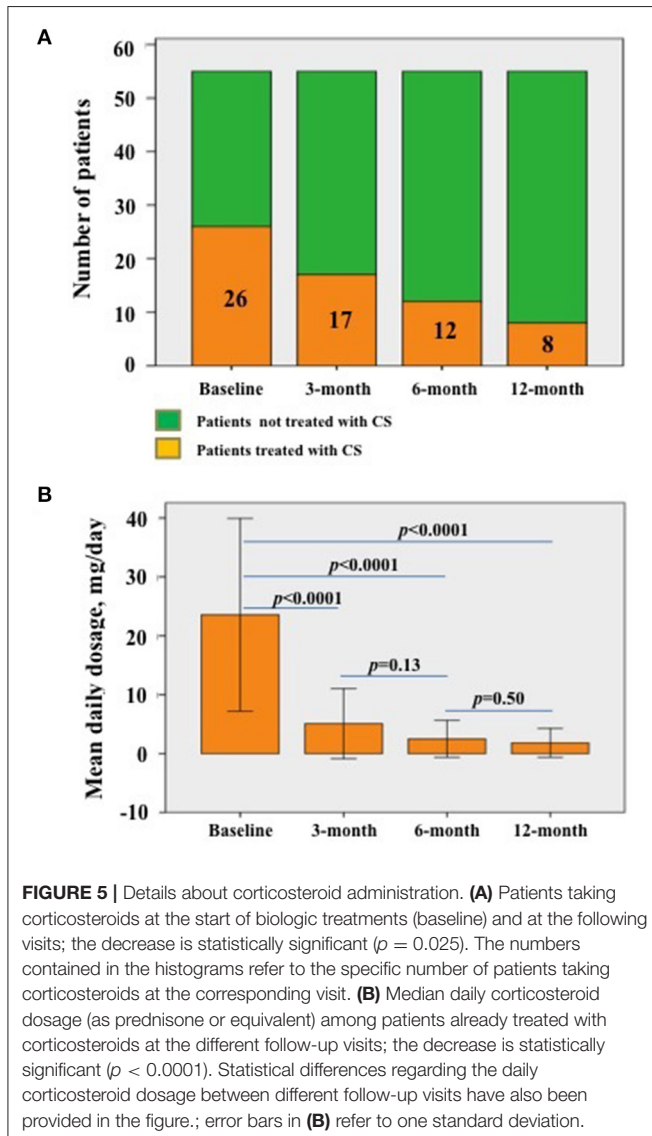 A
Number of patients
60
50
40
30
20
10
0
26
17
12
8
Baseline 3-month 6-month 12-month
Patients not treated with CS
Patients treated with CS
B
Mean daily dosage, mg/day
40
30
20
10
0
-10
p<0.0001
p<0.0001
p<0.0001
p=0.13
p=0.50
Baseline 3-month 6-month 12-month
FIGURE 5 | Details about corticosteroid administration. (A) Patients taking
corticosteroids at the start of biologic treatments (baseline) and at the following
visits; the decrease is statistically significant (p = 0.025). The numbers
contained in the histograms refer to the specific number of patients taking
corticosteroids at the corresponding visit. (B) Median daily corticosteroid
dosage (as prednisone or equivalent) among patients already treated with
corticosteroids at the different follow-up visits; the decrease is statistically
significant (p < 0.0001). Statistical differences regarding the daily
corticosteroid dosage between different follow-up visits have also been
provided in the figure.; error bars in (B) refer to one standard deviation.